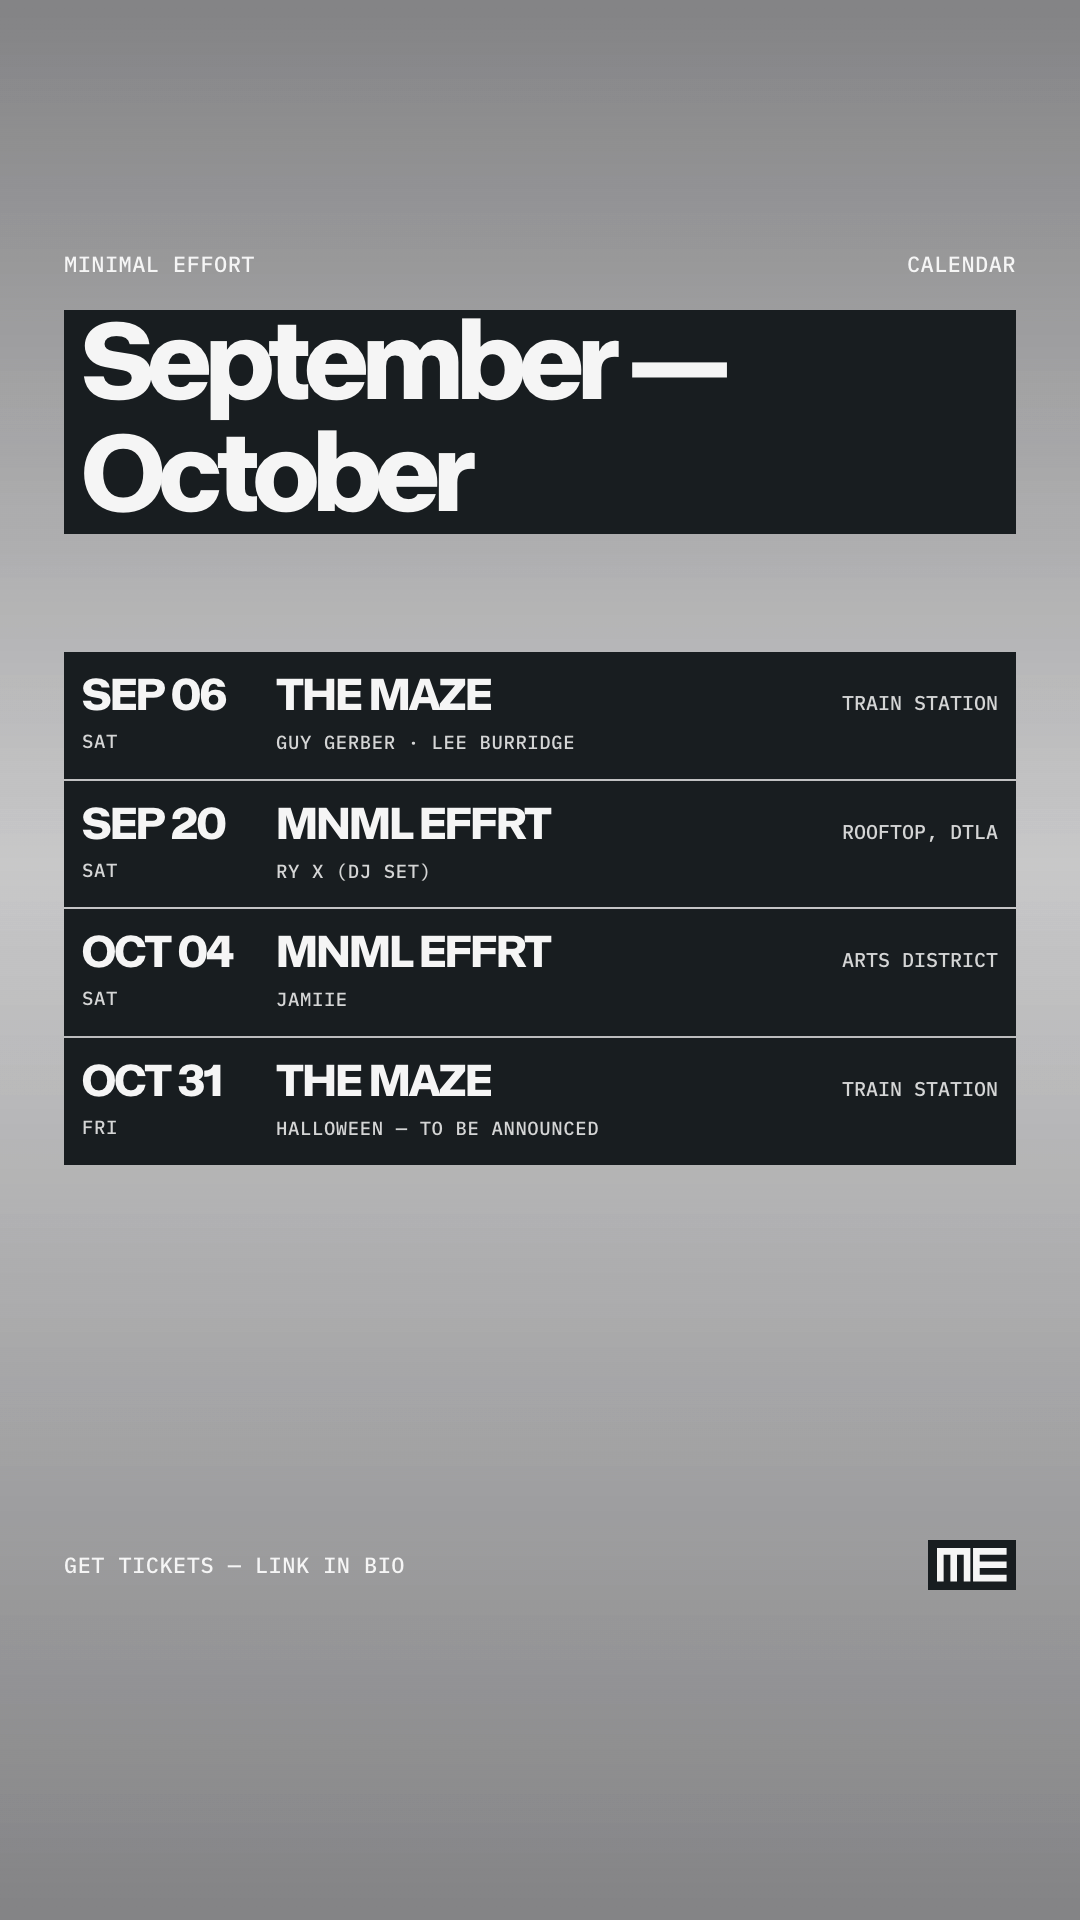 MINIMAL EFFORT
CALENDAR
September —
October
SEP 06
THE MAZE
TRAIN STATION
SAT
GUY GERBER · LEE BURRIDGE
SEP 20
MNML EFFRT
ROOFTOP, DTLA
SAT
RY X (DJ SET)
OCT 04
MNML EFFRT
ARTS DISTRICT
SAT
JAMIIE
OCT 31
THE MAZE
TRAIN STATION
FRI
HALLOWEEN — TO BE ANNOUNCED
GET TICKETS — LINK IN BIO
ME